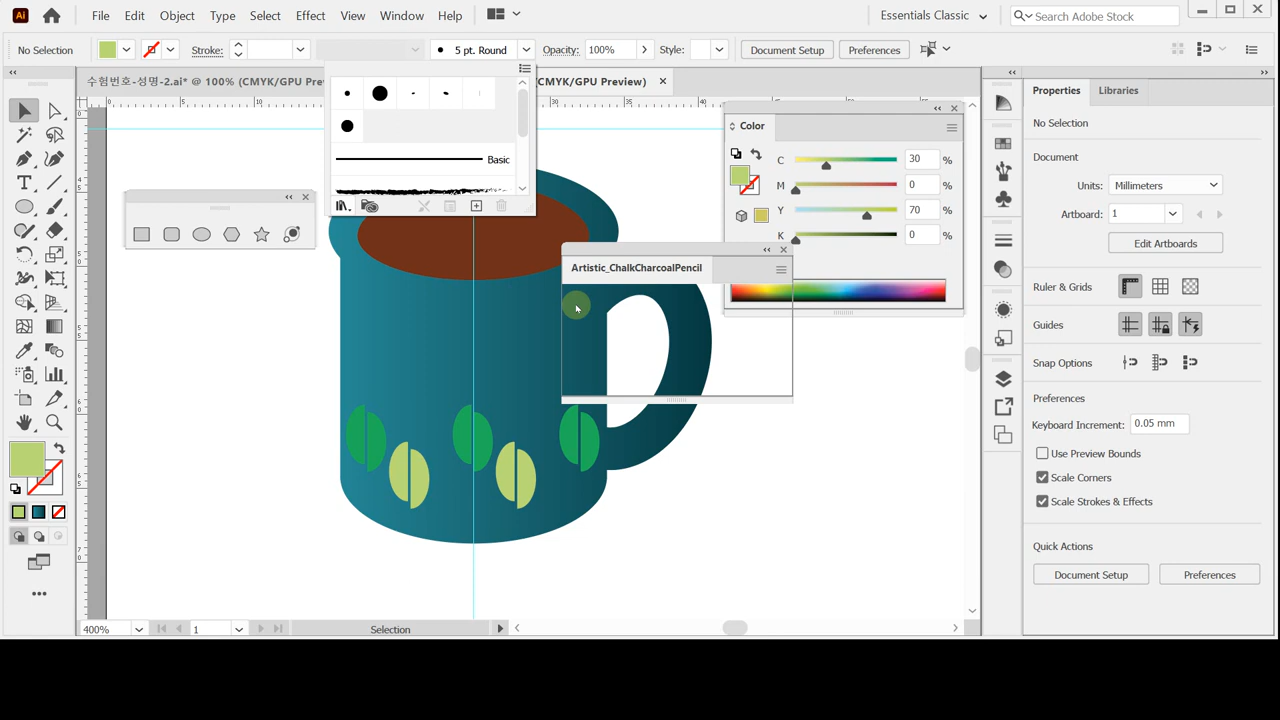 Ai File Edit Object Type Select Effect View Window Help Essentials Classic Search Adobe Stock
No Selection Stroke: 5 pt. Round Opacity: 100% Style: Document Setup Preferences
수험번호-성명-2.ai* @ 100% (CMYK/GPU Pre (CMYK/GPU Preview)
Basic
Color
C 30 %
M 0 %
Y 70 %
K 0 %
Artistic_ChalkCharcoalPencil
Properties Libraries
No Selection
Document
Units: Millimeters
Artboard: 1
Edit Artboards
Ruler & Grids
Guides
Snap Options
Preferences
Keyboard Increment: 0.05 mm
Use Preview Bounds
Scale Corners
Scale Strokes & Effects
Quick Actions
Document Setup Preferences
400% 1 Selection